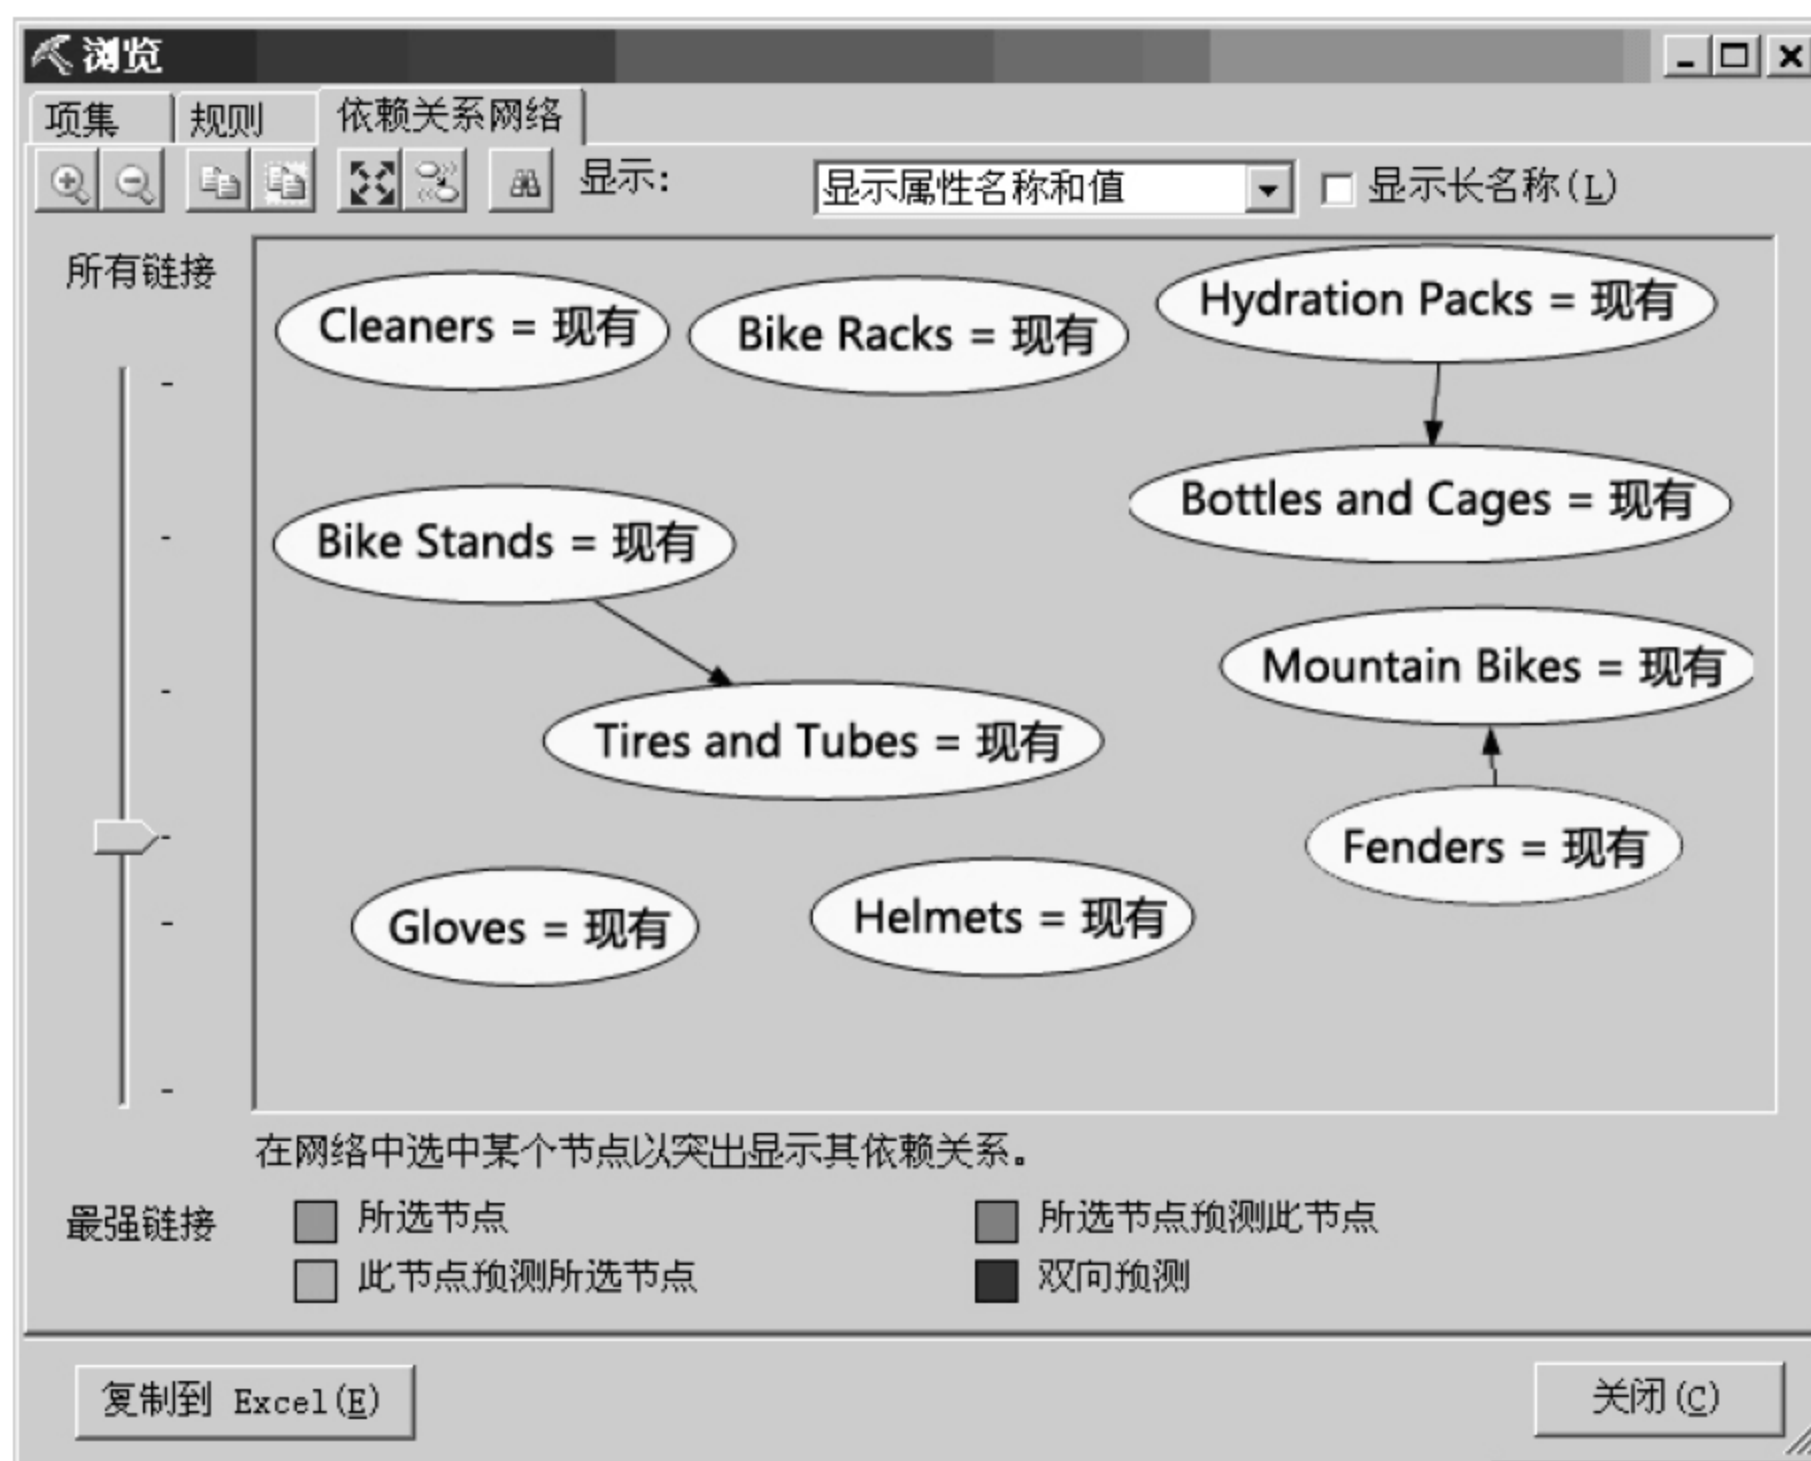 浏览
项集 规则 依赖关系网络
显示: 显示属性名称和值 显示长名称(L)
所有链接
Cleaners = 现有
Bike Racks = 现有
Hydration Packs = 现有
Bottles and Cages = 现有
Bike Stands = 现有
Mountain Bikes = 现有
Tires and Tubes = 现有
Fenders = 现有
Gloves = 现有
Helmets = 现有
在网络中选中某个节点以突出显示其依赖关系。
最强链接
所选节点 所选节点预测此节点
此节点预测所选节点 双向预测
复制到 Excel(E) 关闭(C)